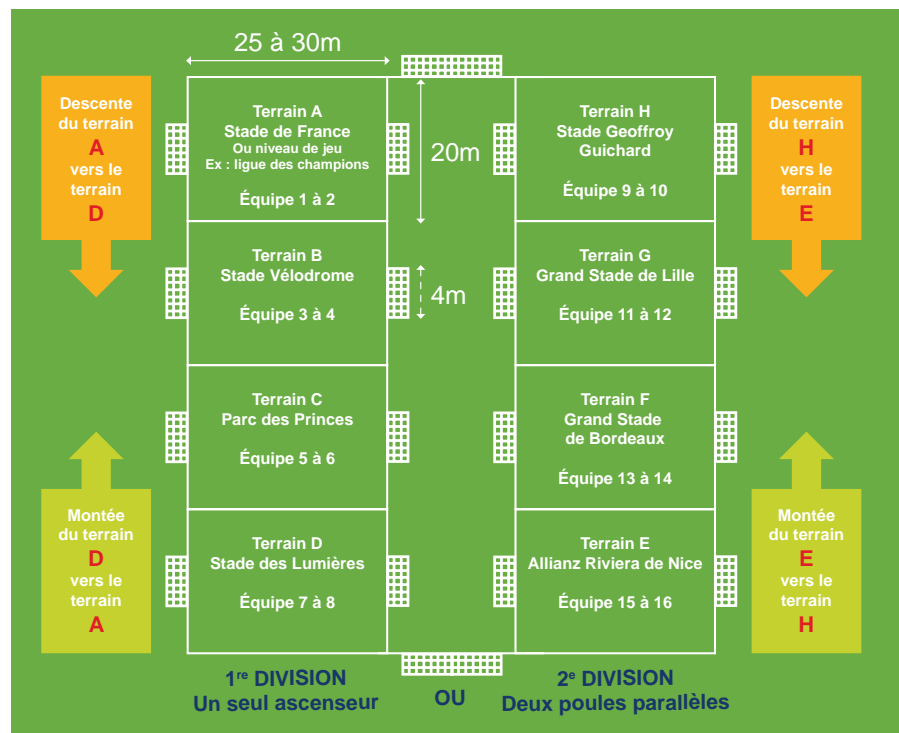 25 à 30m
Descente
du terrain
A
vers le
terrain
D
Terrain A
Stade de France
Ou niveau de jeu
Ex : ligue des champions
Équipe 1 à 2
20m
Terrain H
Stade Geoffroy
Guichard
Équipe 9 à 10
Descente
du terrain
H
vers le
terrain
E
Terrain B
Stade Vélodrome
Équipe 3 à 4
4m
Terrain G
Grand Stade de Lille
Équipe 11 à 12
Terrain C
Parc des Princes
Équipe 5 à 6
Terrain F
Grand Stade
de Bordeaux
Équipe 13 à 14
Montée
du terrain
D
vers le
terrain
A
Terrain D
Stade des Lumières
Équipe 7 à 8
Terrain E
Allianz Riviera de Nice
Équipe 15 à 16
Montée
du terrain
E
vers le
terrain
H
1re DIVISION
Un seul ascenseur
OU
2e DIVISION
Deux poules parallèles